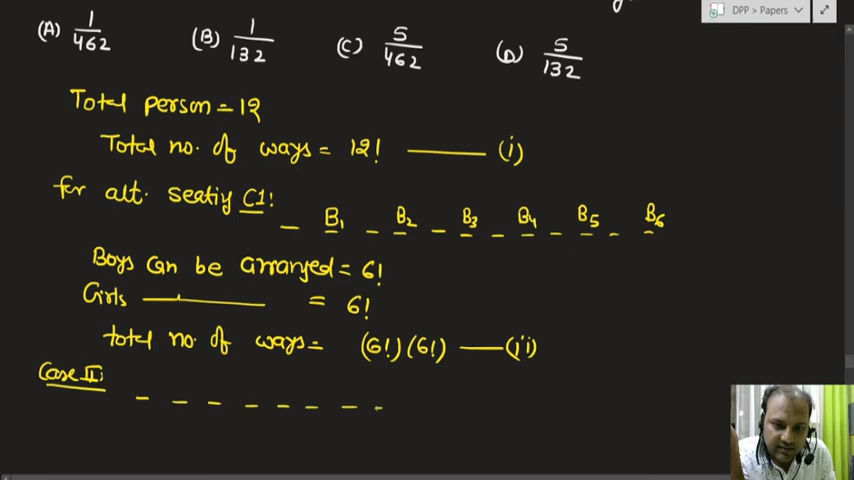 DPP > Papers
(A) 1/462 (B) 1/132 (C) 5/462 (D) 5/132
Total person = 12
Total no. of ways = 12! —— (i)
for alt. seatiy C1:
_ B1 _ B2 _ B3 _ B4 _ B5 _ B6
Boys can be arranged = 6!
Girls —— = 6!
total no. of ways = (6!) (6!) —— (ii)
Case II:
_ _ _ _ _ _ _ _